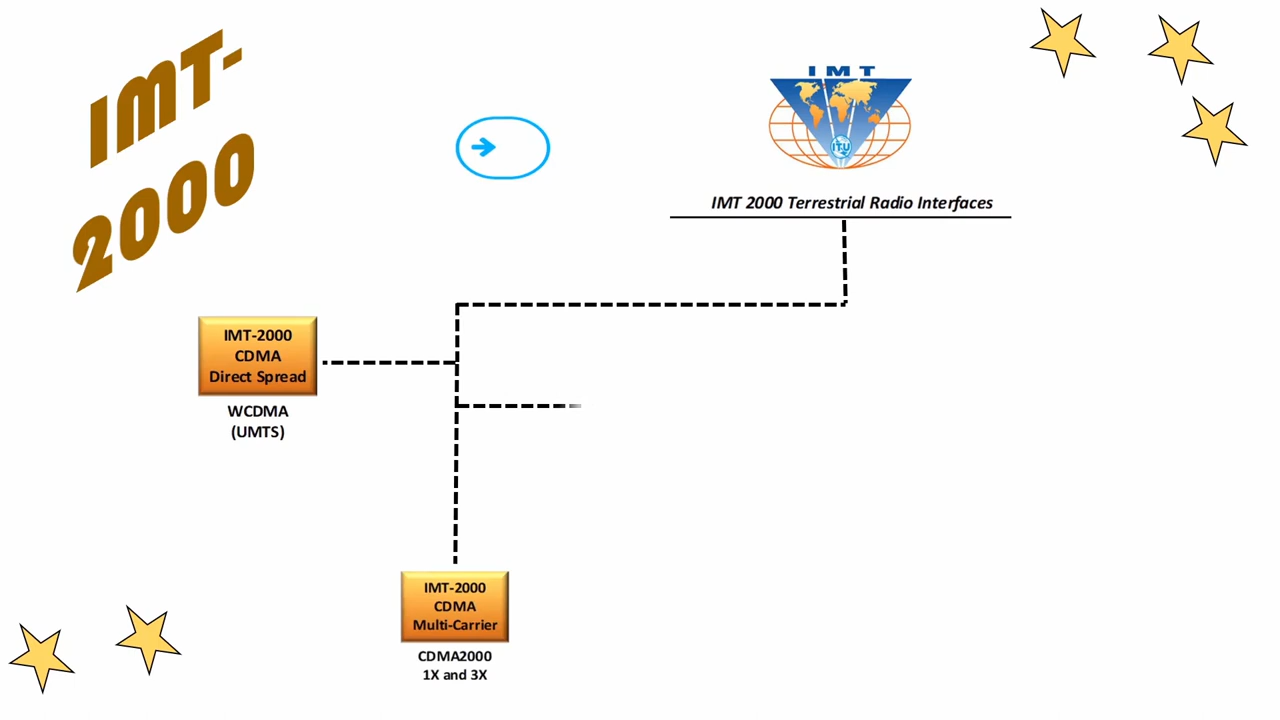 IMT-
2000
IMT
ITU
IMT 2000 Terrestrial Radio Interfaces
IMT-2000
CDMA
Direct Spread
WCDMA
(UMTS)
IMT-2000
CDMA
Multi-Carrier
CDMA2000
1X and 3X